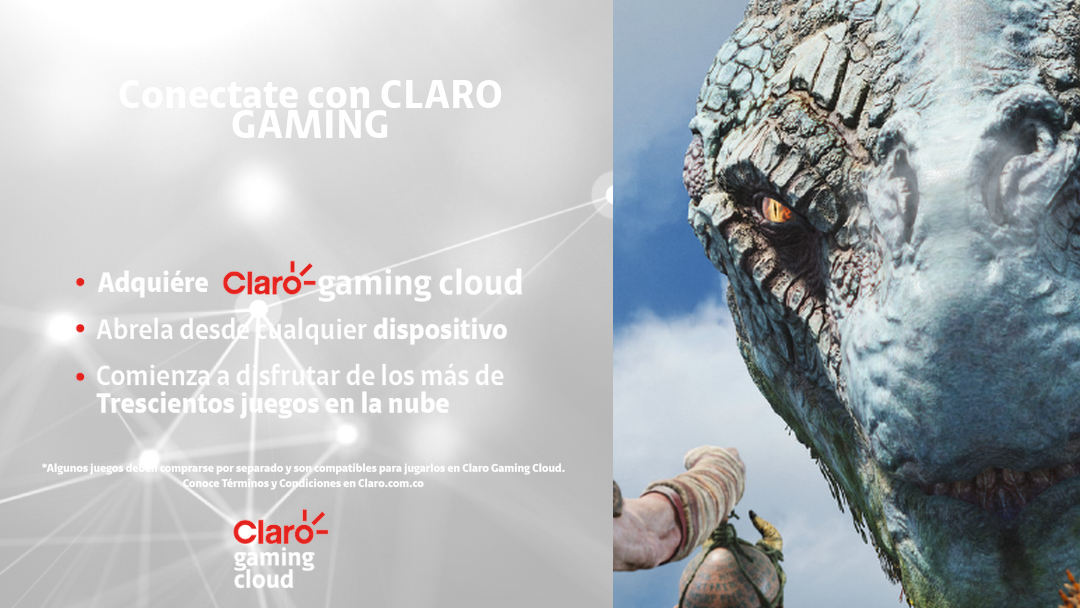 Conectate con CLARO
GAMING
• Adquiére Claro gaming cloud
• Abrela desde cualquier dispositivo
• Comienza a disfrutar de los más de
Trescientos juegos en la nube
*Algunos juegos deben comprarse por separado y son compatibles para jugarlos en Claro Gaming Cloud.
Conoce Términos y Condiciones en Claro.com.co
Claro
gaming
cloud